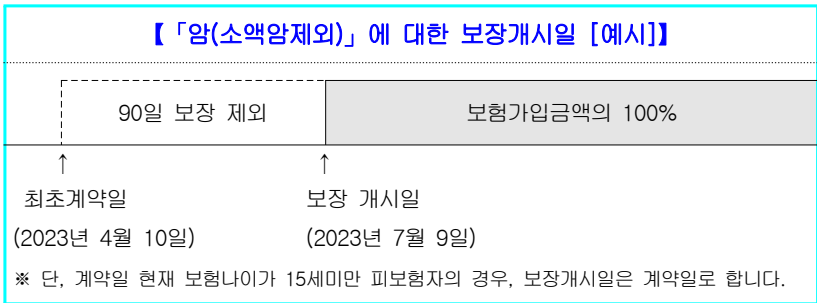 【「암(소액암제외)」에 대한 보장개시일 [예시]】
90일 보장 제외
보험가입금액의 100%
↑ ↑
최초계약일 보장 개시일
(2023년 4월 10일) (2023년 7월 9일)
※ 단, 계약일 현재 보험나이가 15세미만 피보험자의 경우, 보장개시일은 계약일로 합니다.